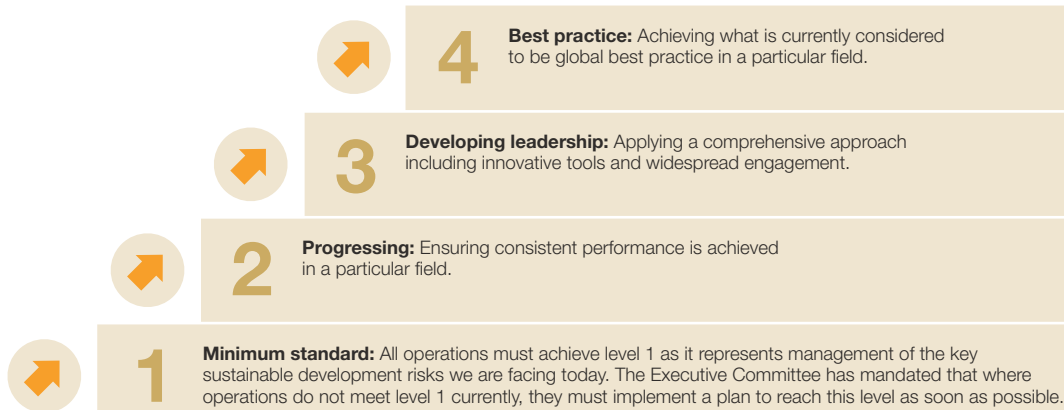 4
Best practice: Achieving what is currently considered
to be global best practice in a particular field.
3
Developing leadership: Applying a comprehensive approach
including innovative tools and widespread engagement.
2
Progressing: Ensuring consistent performance is achieved
in a particular field.
1
Minimum standard: All operations must achieve level 1 as it represents management of the key
sustainable development risks we are facing today. The Executive Committee has mandated that where
operations do not meet level 1 currently, they must implement a plan to reach this level as soon as possible.